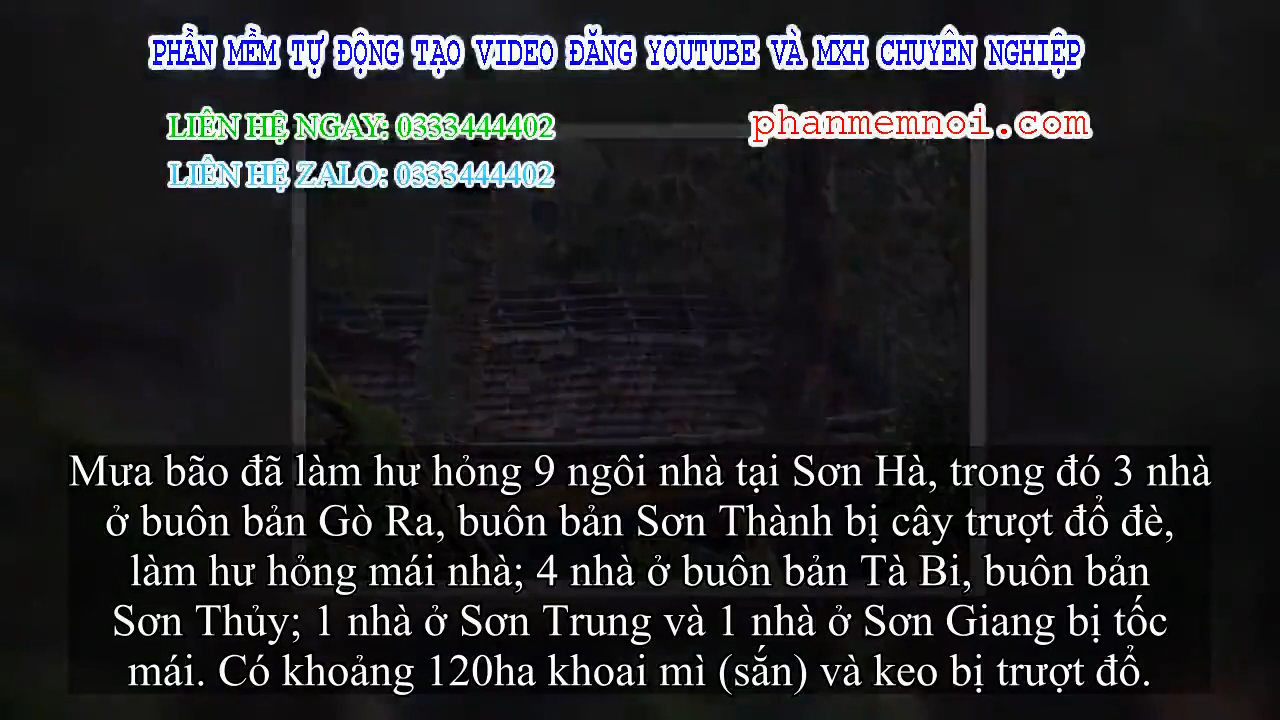 PHẦN MỀM TỰ ĐỘNG TẠO VIDEO ĐĂNG YOUTUBE VÀ MXH CHUYÊN NGHIỆP
LIÊN HỆ NGAY: 0333444402
phanmemnoi.com
LIÊN HỆ ZALO: 0333444402
Mưa bão đã làm hư hỏng 9 ngôi nhà tại Sơn Hà, trong đó 3 nhà
ở buôn bản Gò Ra, buôn bản Sơn Thành bị cây trượt đổ đè,
làm hư hỏng mái nhà; 4 nhà ở buôn bản Tà Bi, buôn bản
Sơn Thủy; 1 nhà ở Sơn Trung và 1 nhà ở Sơn Giang bị tốc
mái. Có khoảng 120ha khoai mì (sắn) và keo bị trượt đổ.